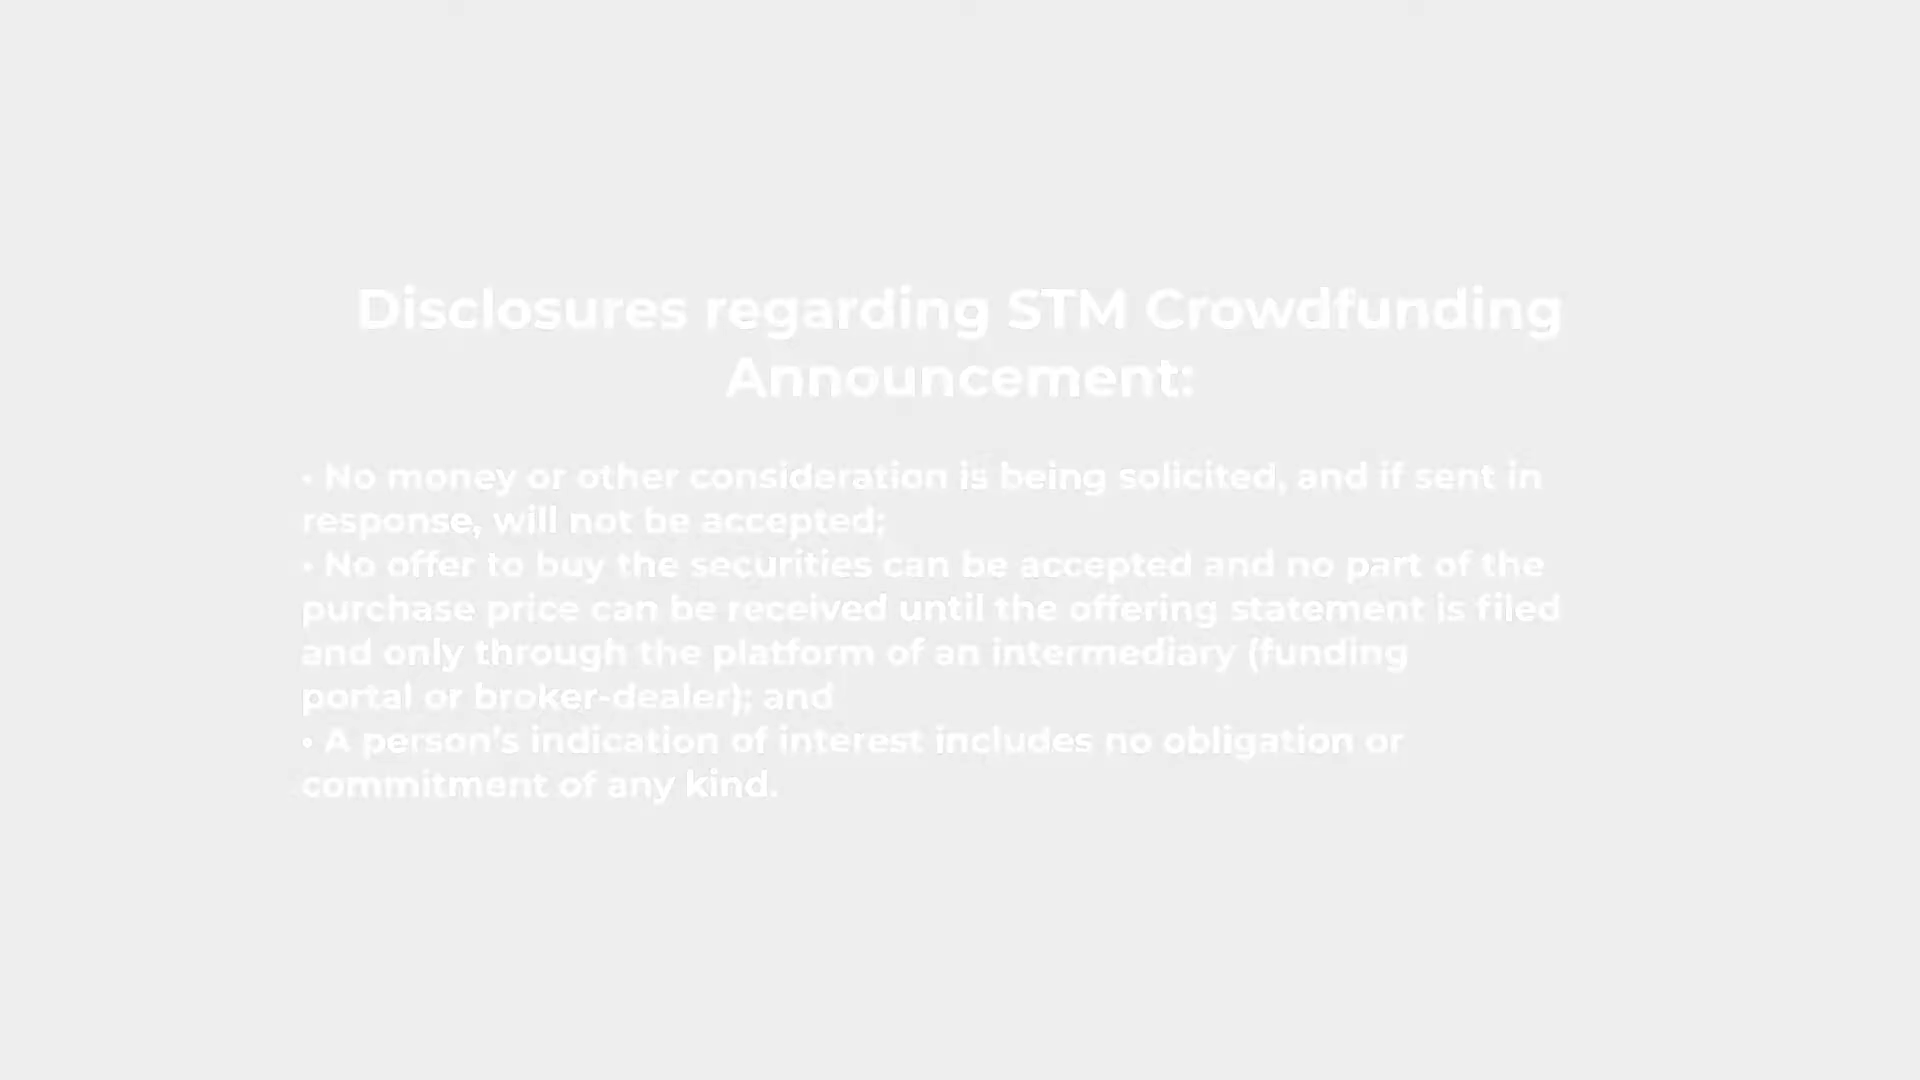 Disclosures regarding STM Crowdfunding
Announcement:
• No money or other consideration is being solicited, and if sent in
response, will not be accepted;
• No offer to buy the securities can be accepted and no part of the
purchase price can be received until the offering statement is filed
and only through the platform of an intermediary (funding
portal or broker-dealer); and
• A person's indication of interest includes no obligation or
commitment of any kind.